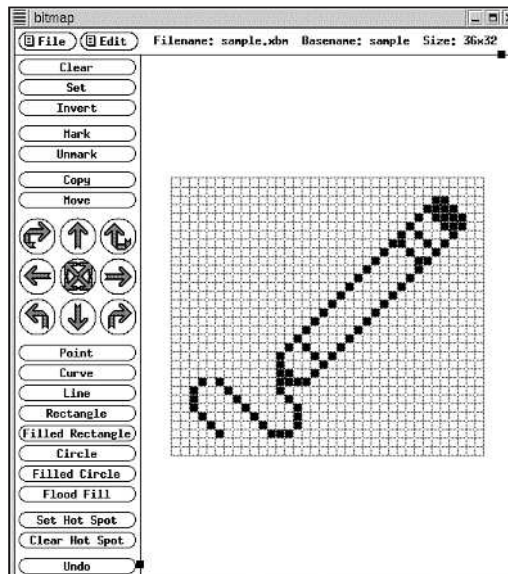 bitmap
File Edit Filename: sample.xbm Basename: sample Size: 36x32
Clear
Set
Invert
Mark
Unmark
Copy
Move
Point
Curve
Line
Rectangle
Filled Rectangle
Circle
Filled Circle
Flood Fill
Set Hot Spot
Clear Hot Spot
Undo